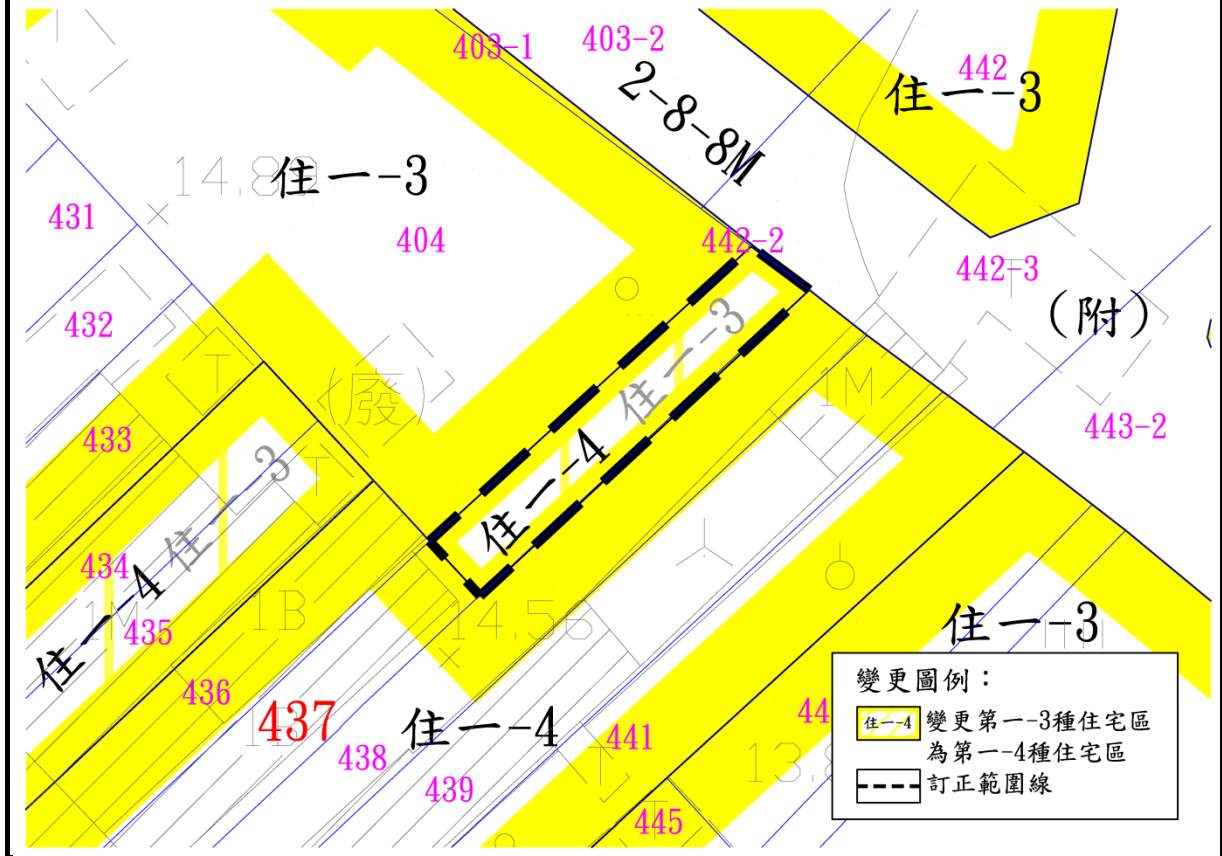 403-1
403-2
442
住一-3
2-8-8M
14.8
住一-3
404
431
442-2
442-3
(附)
432
T
住一-3
T
(廢)
1M
443-2
433
住一-3
T
住一-4
434
住一-4
1M
435
1B
14.56
住一-3
436
437
住一-4
438
439
441
T
44
13.8
445
T
變更圖例：
住一-4
變更第一-3種住宅區
為第一-4種住宅區
訂正範圍線